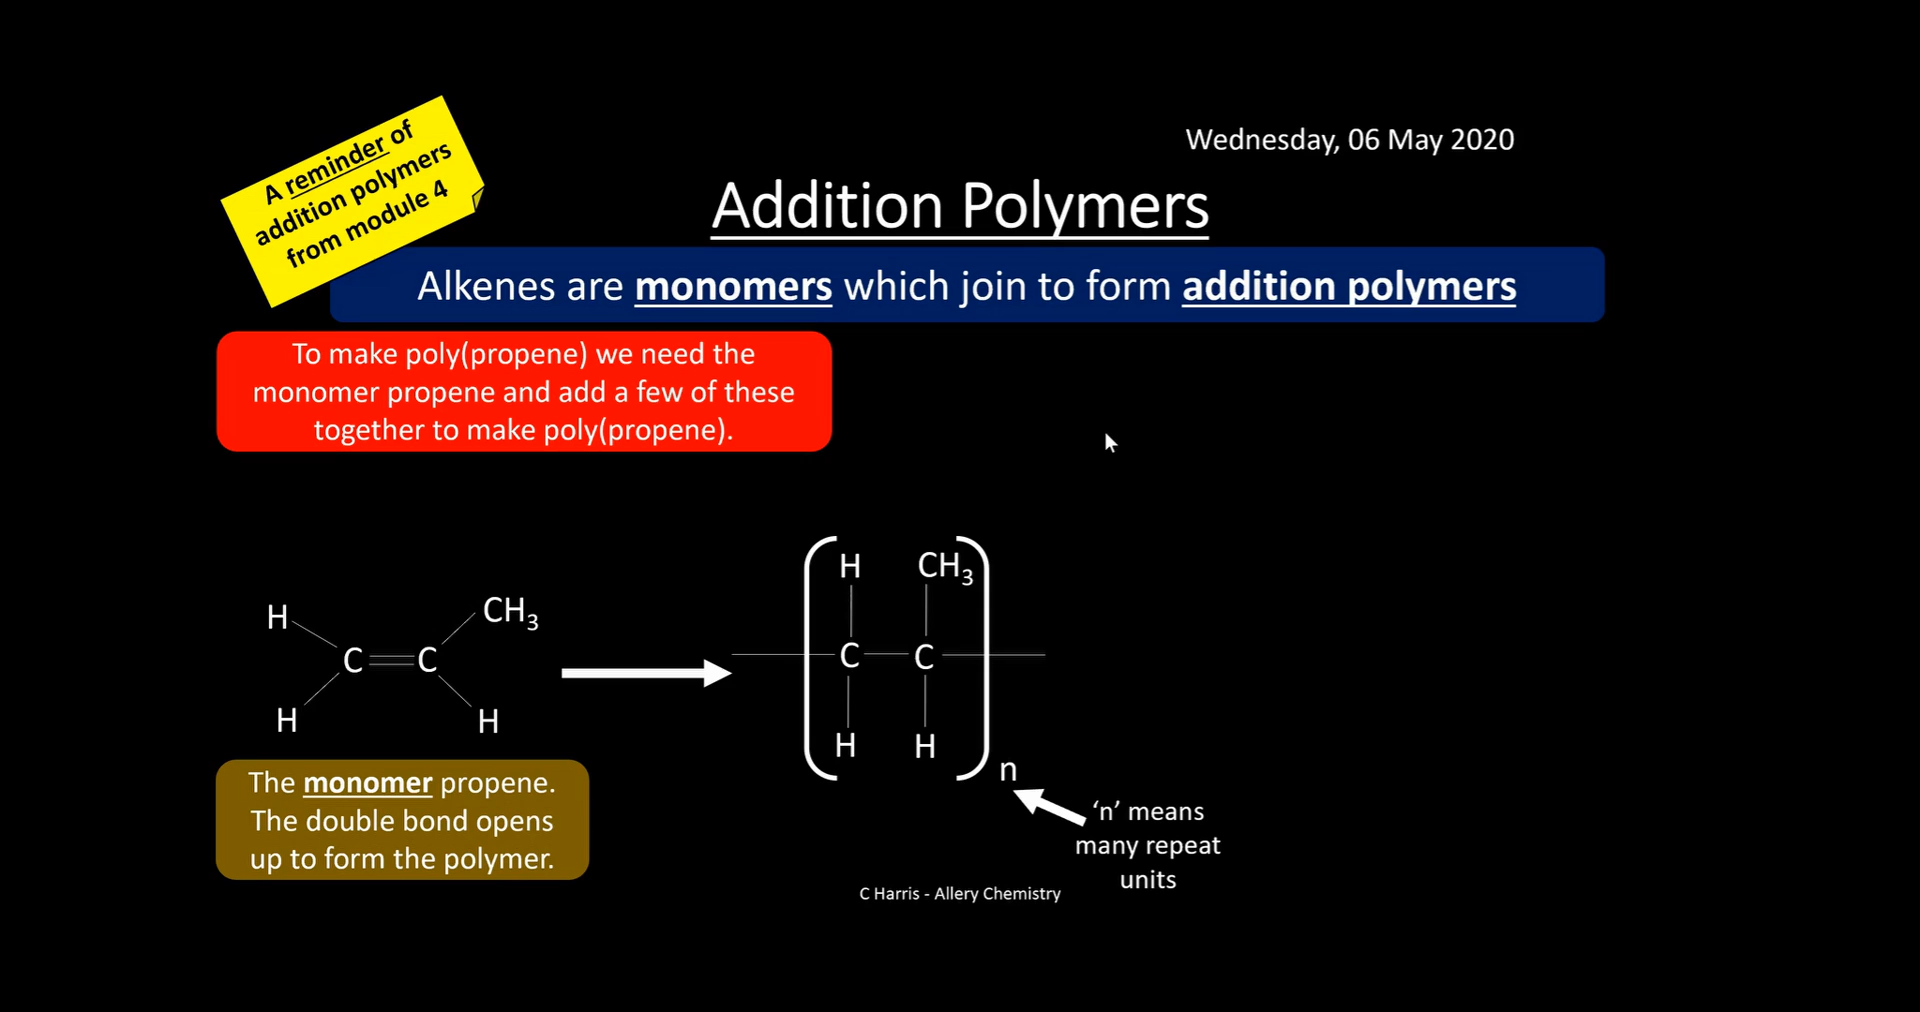 Wednesday, 06 May 2020
A reminder of
addition polymers
from module 4
Addition Polymers
Alkenes are monomers which join to form addition polymers
To make poly(propene) we need the
monomer propene and add a few of these
together to make poly(propene).
H CH₃
C C
H H
H CH₃
C C
H H
n
The monomer propene.
The double bond opens
up to form the polymer.
‘n’ means
many repeat
units
C Harris - Allery Chemistry